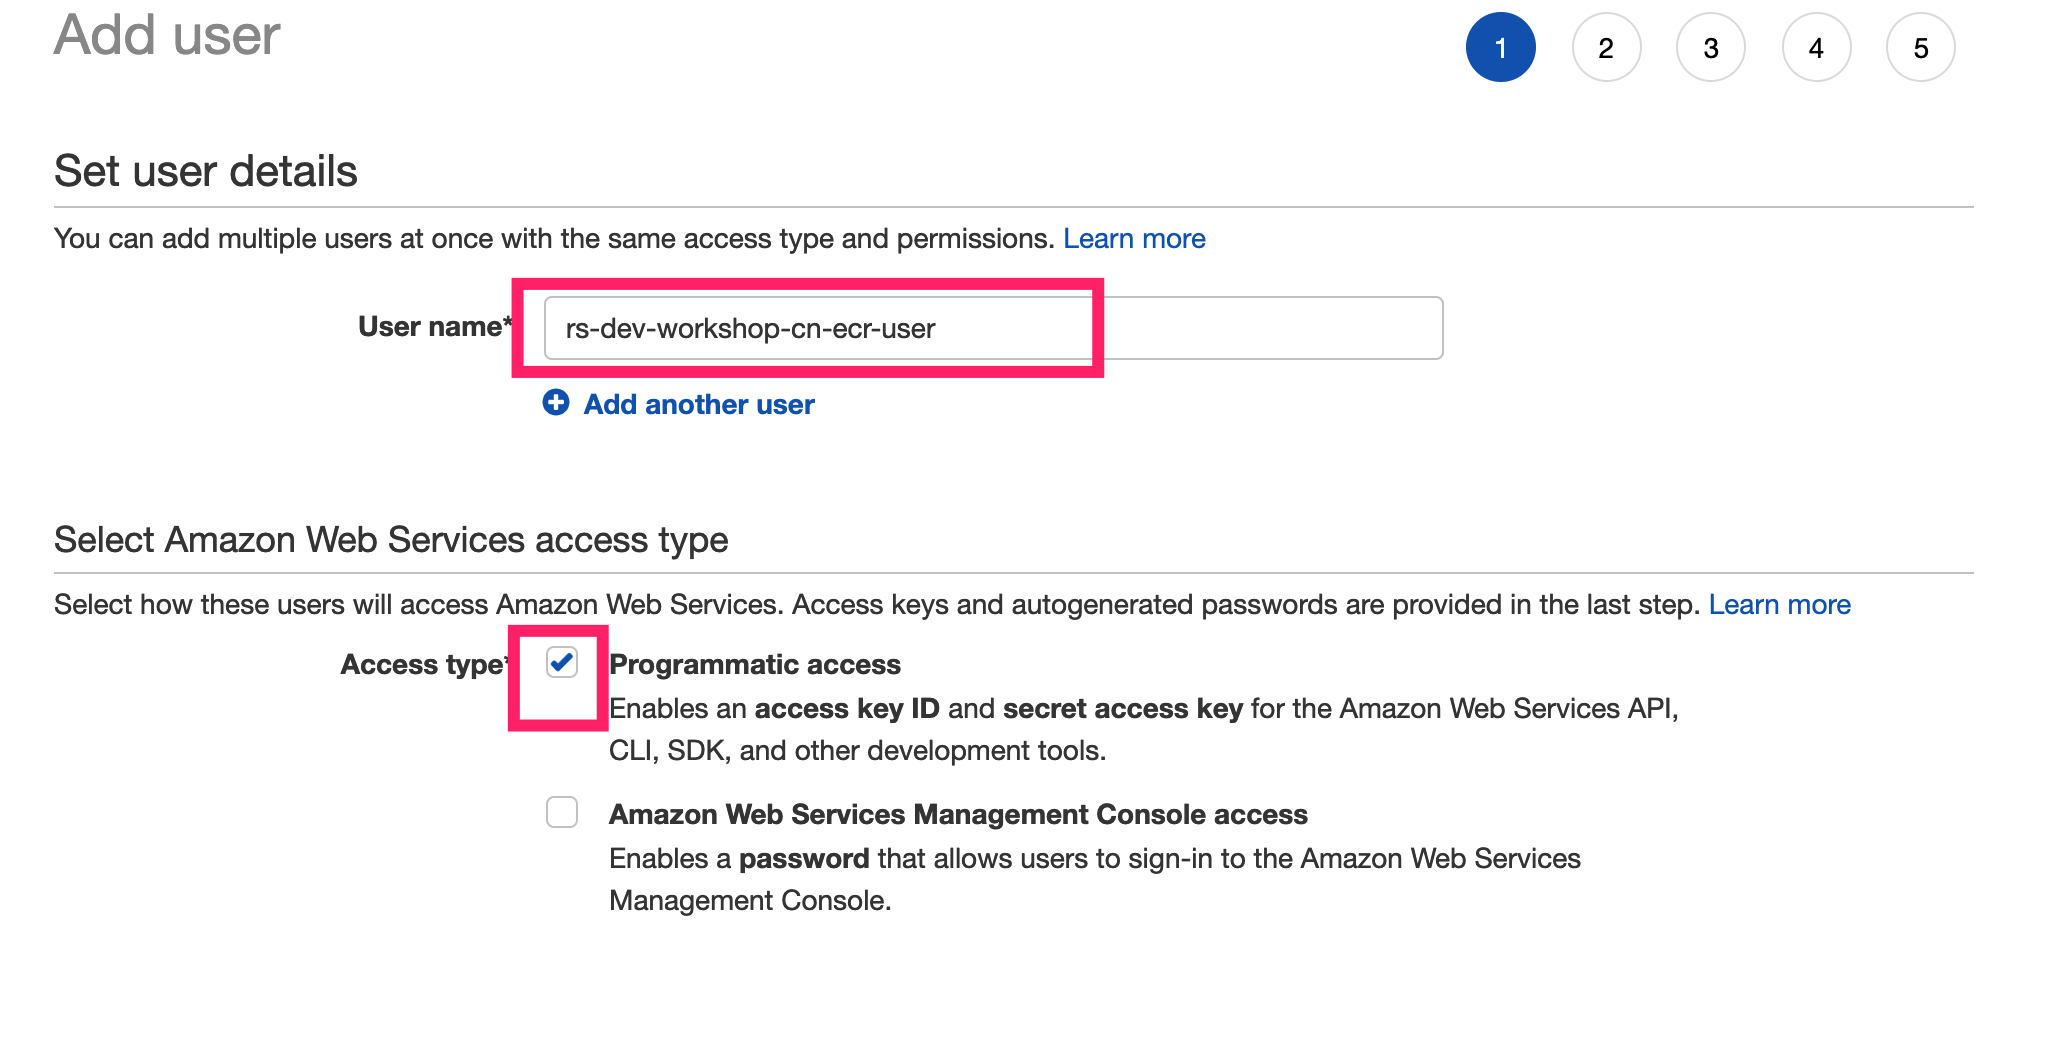 Add user
1 2 3 4 5
Set user details
You can add multiple users at once with the same access type and permissions. Learn more
User name* rs-dev-workshop-cn-ecr-user
Add another user
Select Amazon Web Services access type
Select how these users will access Amazon Web Services. Access keys and autogenerated passwords are provided in the last step. Learn more
Access type* Programmatic access
Enables an access key ID and secret access key for the Amazon Web Services API,
CLI, SDK, and other development tools.
Amazon Web Services Management Console access
Enables a password that allows users to sign-in to the Amazon Web Services
Management Console.